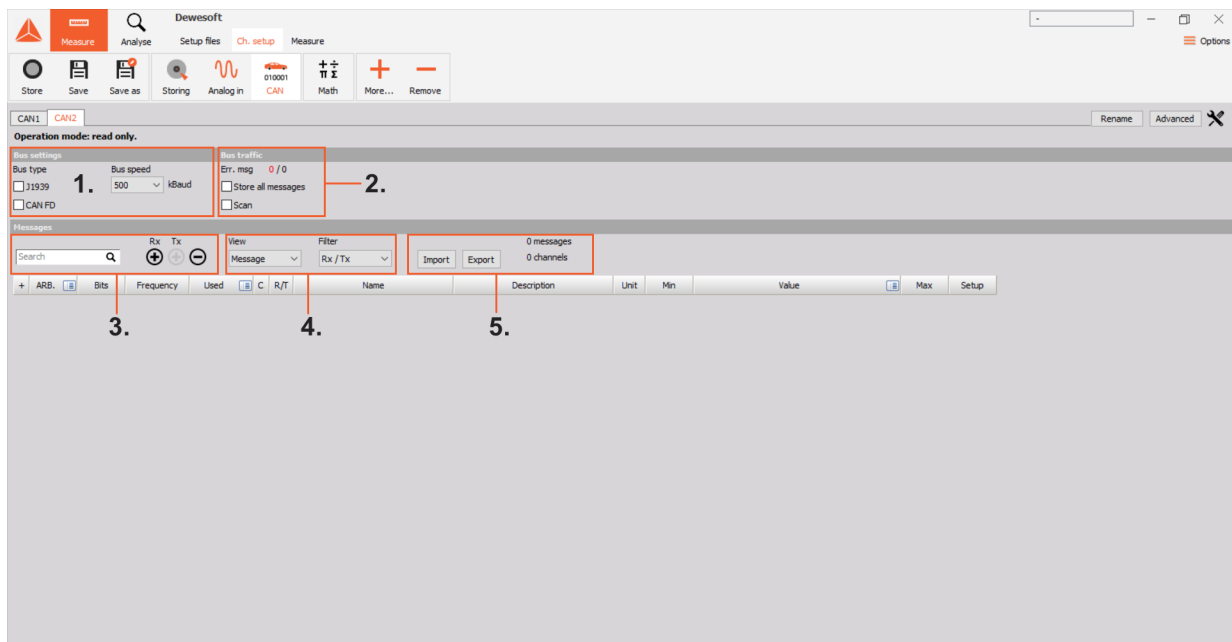 Dewesoft
-
Measure
Analyse
Setup files
Ch. setup
Measure
Options
Store
Save
Save as
Storing
Analog in
010001
CAN
+ ÷
π Σ
Math
More...
Remove
CAN1
CAN2
Rename
Advanced
Operation mode: read only.
Bus settings
Bus traffic
Bus type
Bus speed
Err. msg 0 / 0
J1939
1.
500
kBaud
Store all messages
2.
CAN FD
Scan
Messages
Rx Tx
View
Filter
0 messages
Search
Message
Rx / Tx
Import
Export
0 channels
+ ARB. Bits Frequency Used C R/T Name Description Unit Min Value Max Setup
3.
4.
5.